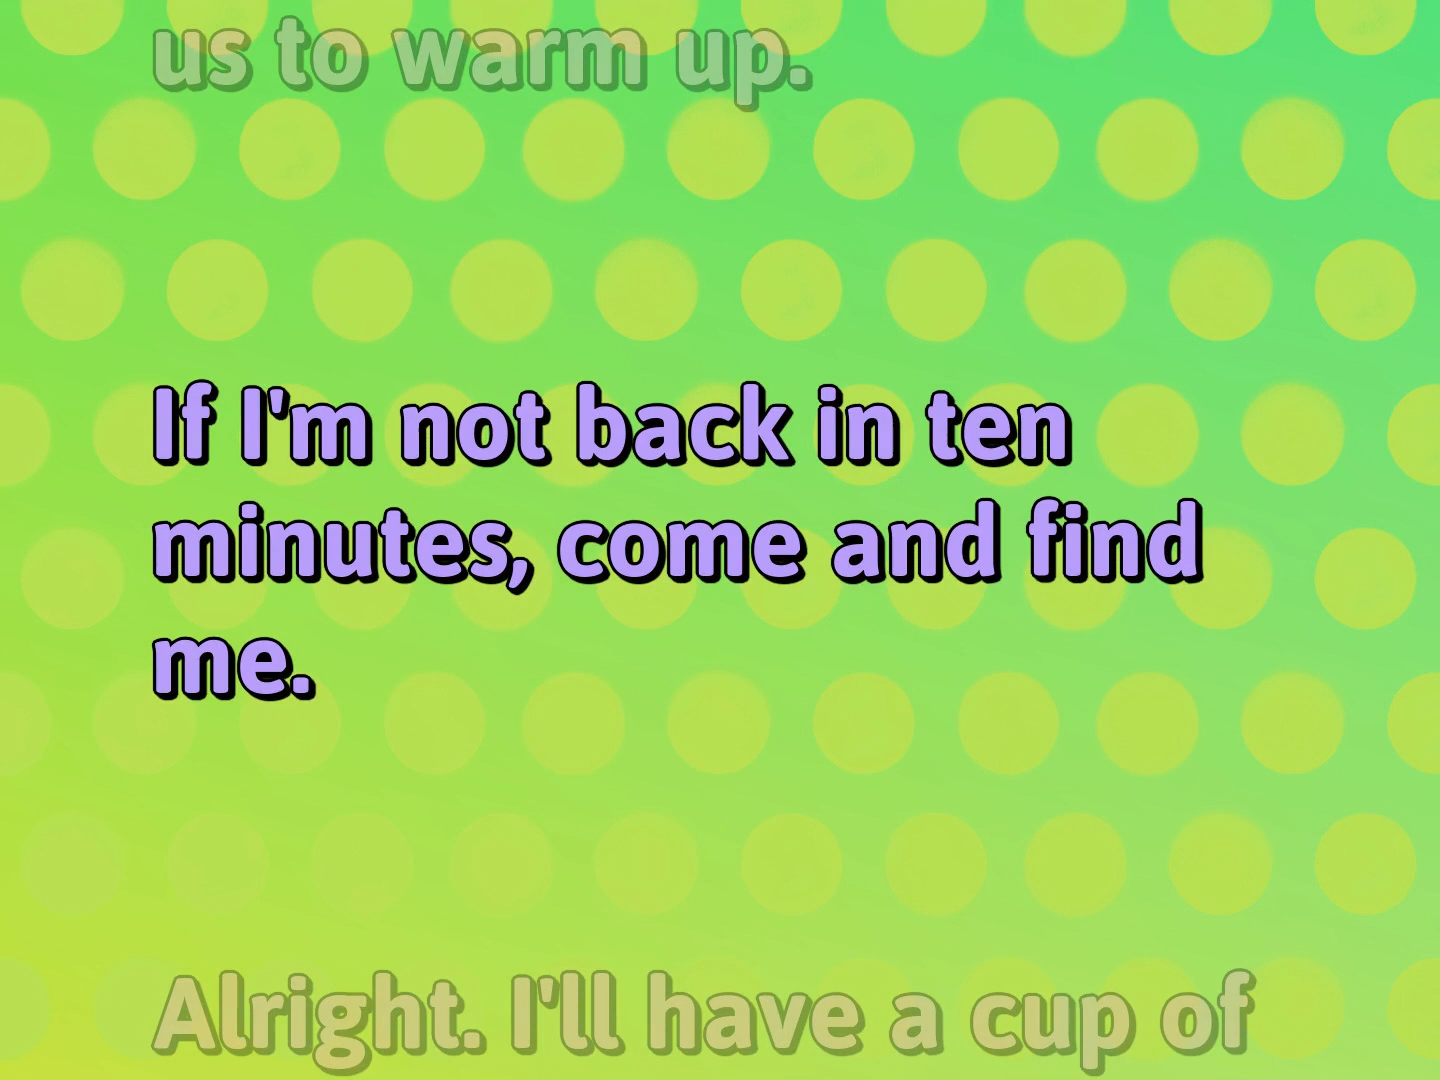 us to warm up.
If I'm not back in ten
minutes, come and find
me.
Alright. I'll have a cup of